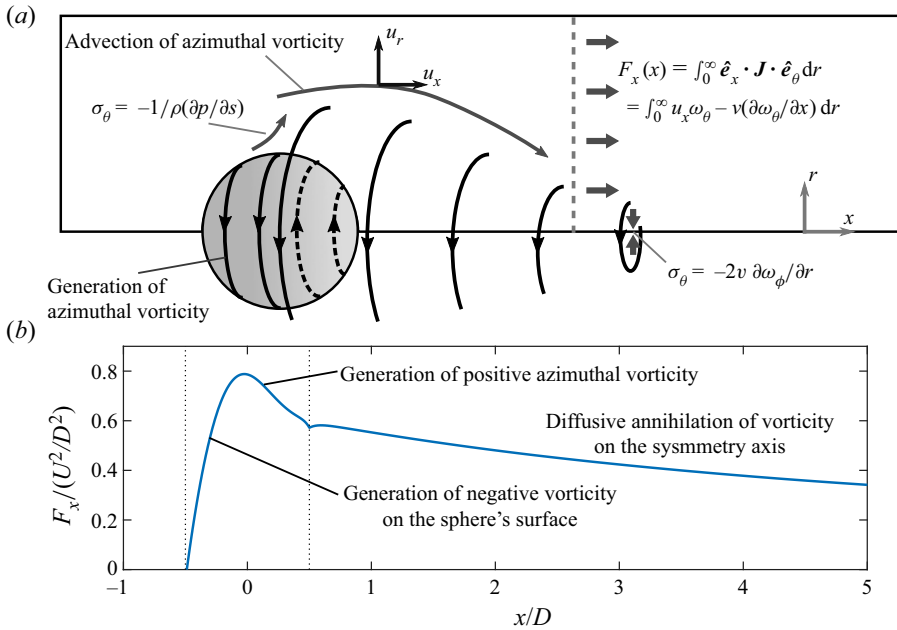 (a)
Advection of azimuthal vorticity
u_r
u_x
σ_θ = −1/ρ(∂p/∂s)
F_x(x) = ∫_0^∞ ê_x · J · ê_θ dr
= ∫_0^∞ u_x ω_θ – ν(∂ω_θ/∂x) dr
r
x
Generation of
azimuthal vorticity
σ_θ = –2ν ∂ω_ϕ/∂r
(b)
F_x/(U²/D²)
0.8
0.6
0.4
0.2
0
Generation of positive azimuthal vorticity
Diffusive annihilation of vorticity
on the sysmmetry axis
Generation of negative vorticity
on the sphere's surface
–1 0 1 2 3 4 5
x/D